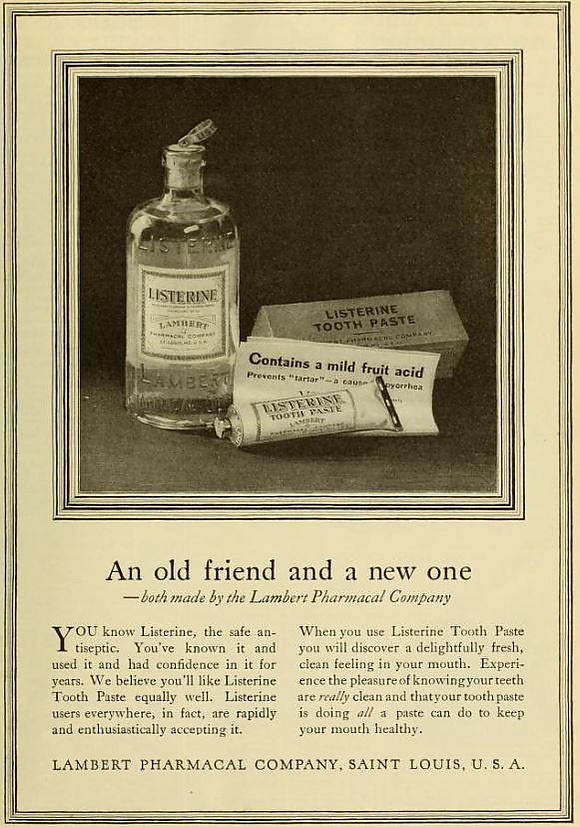 LISTERINE
LISTERINE
LAMBERT
PHARMACAL COMPANY
LAMBERT
LISTERINE
TOOTH PASTE
PHARMACAL COMPANY
Contains a mild fruit acid
Prevents "tartar"—a cause pyorrhea
LISTERINE
TOOTH PASTE
LAMBERT
An old friend and a new one
—both made by the Lambert Pharmacal Company
YOU know Listerine, the safe an-
tiseptic. You've known it and
used it and had confidence in it for
years. We believe you'll like Listerine
Tooth Paste equally well. Listerine
users everywhere, in fact, are rapidly
and enthusiastically accepting it.
When you use Listerine Tooth Paste
you will discover a delightfully fresh,
clean feeling in your mouth. Experi-
ence the pleasure of knowing your teeth
are really clean and that your tooth paste
is doing all a paste can do to keep
your mouth healthy.
LAMBERT PHARMACAL COMPANY, SAINT LOUIS, U. S. A.